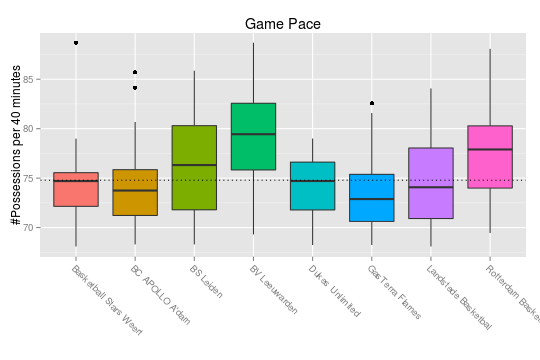 Game Pace
#Possessions per 40 minutes
85
80
75
70
Basketball Stars Weert
BC APOLLO A'dam
BS Leiden
BV Leeuwarden
Dukes Unlimited
GasTerra Flames
Landstede Basketbal
Rotterdam Baske